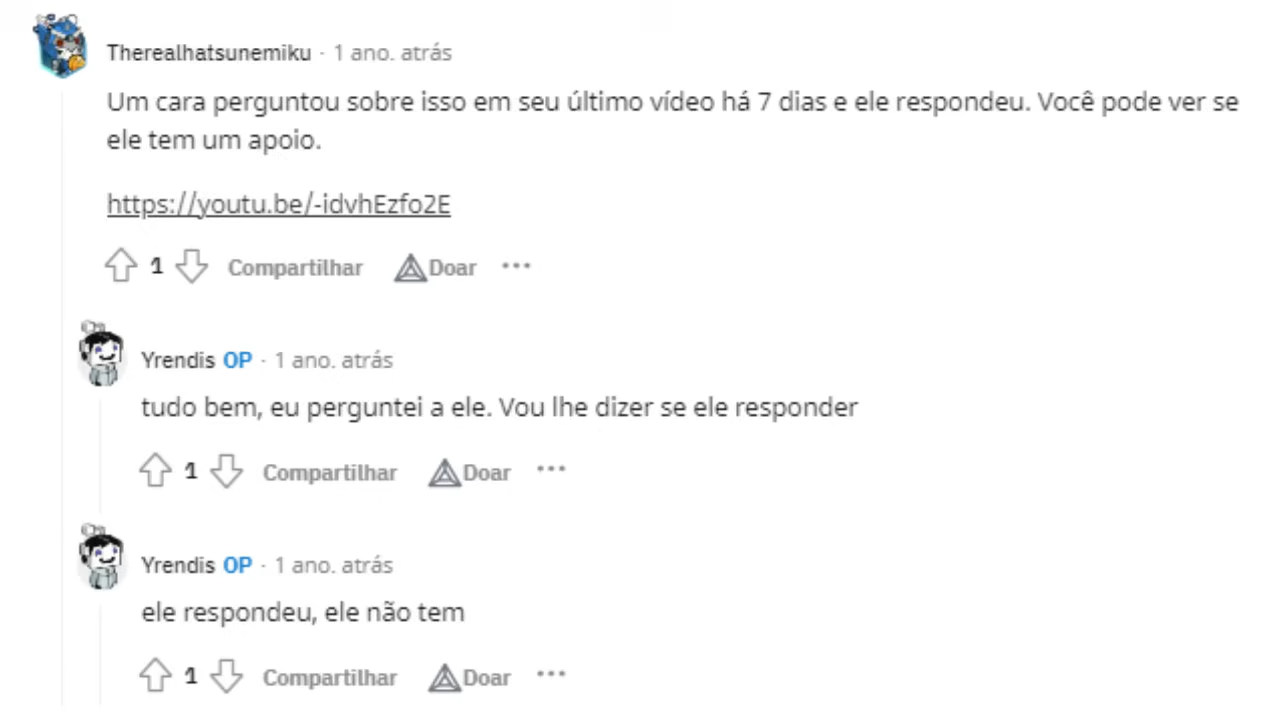 Therealhatsunemiku · 1 ano. atrás
Um cara perguntou sobre isso em seu último vídeo há 7 dias e ele respondeu. Você pode ver se
ele tem um apoio.
https://youtu.be/-idvhEzfo2E
1 Compartilhar Doar ···
Yrendis OP · 1 ano. atrás
tudo bem, eu perguntei a ele. Vou lhe dizer se ele responder
1 Compartilhar Doar ···
Yrendis OP · 1 ano. atrás
ele respondeu, ele não tem
1 Compartilhar Doar ···